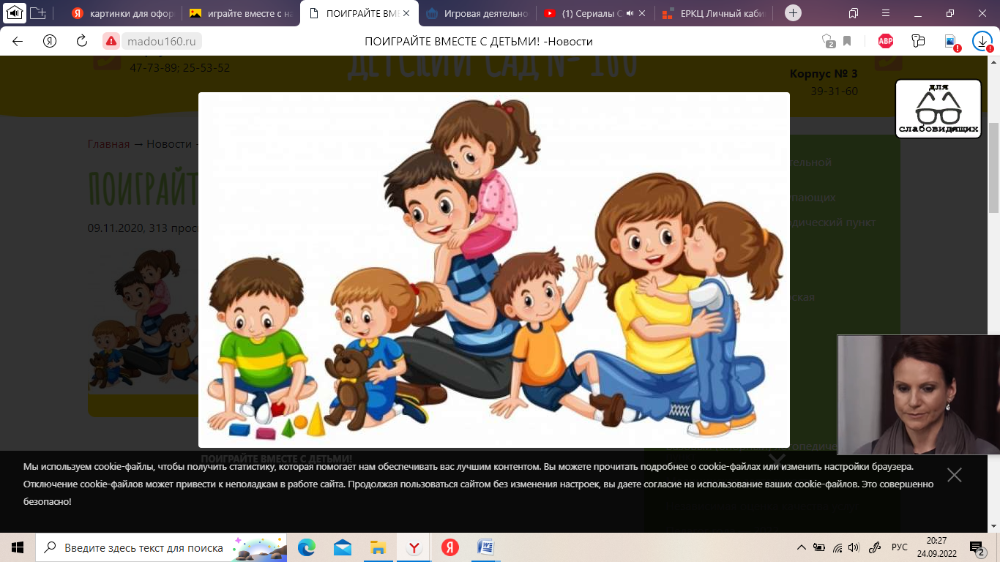 картинки для офор
играйте вместе с на
ПОИГРАЙТЕ ВМЕ
Игровая деятельно
(1) Сериалы С
ЕРКЦ Личный каби
madou160.ru
ПОИГРАЙТЕ ВМЕСТЕ С ДЕТЬМИ! -Новости
2
ABP
47-73-89; 25-53-52
ДЕТСКИЙ САД № 160
Корпус № 3
39-31-60
для
слабовидящих
Главная → Новости
ПОИГРАЙТ
09.11.2020, 313 прос
тельной
упающих
дический пункт
ская
ПОИГРАЙТЕ ВМЕСТЕ С ДЕТЬМИ!
Мы используем cookie-файлы, чтобы получить статистику, которая помогает нам обеспечивать вас лучшим контентом. Вы можете прочитать подробнее о cookie-файлах или изменить настройки браузера.
Отключение cookie-файлов может привести к неполадкам в работе сайта. Продолжая пользоваться сайтом без изменения настроек, вы даете согласие на использование ваших cookie-файлов. Это совершенно
безопасно!
Введите здесь текст для поиска
РУС
20:27
24.09.2022
2